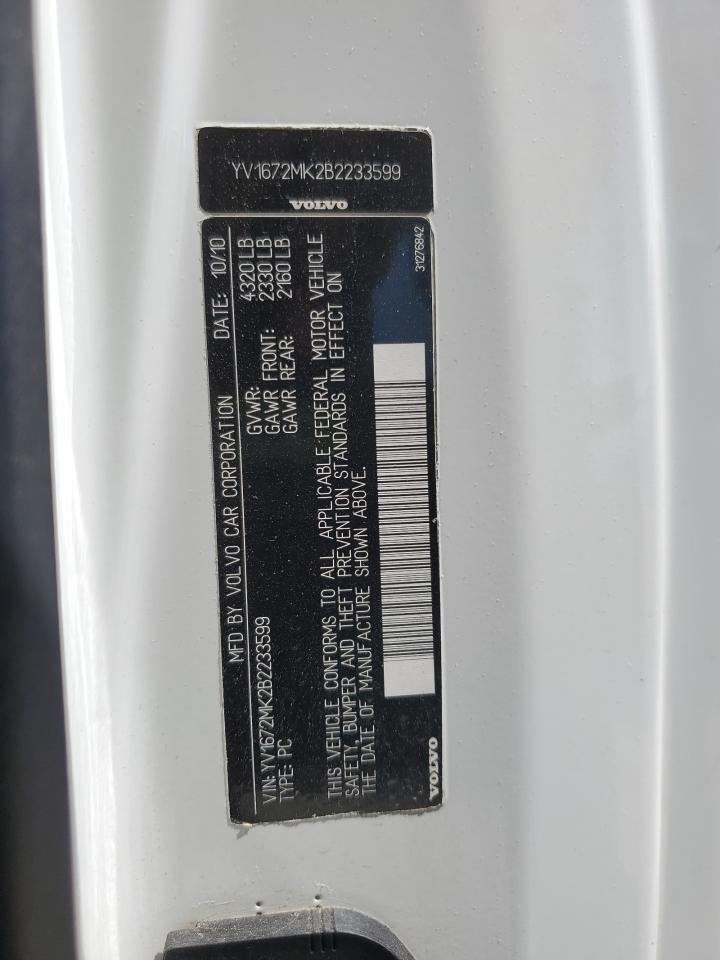 YV1672MK2B2233599
VOLVO
MFD BY VOLVO CAR CORPORATION DATE: 10/10
GVWR: 4320 LB
GAWR FRONT: 2330 LB
GAWR REAR: 2160 LB
VIN: YV1672MK2B2233599
TYPE: PC
THIS VEHICLE CONFORMS TO ALL APPLICABLE FEDERAL MOTOR VEHICLE
SAFETY, BUMPER AND THEFT PREVENTION STANDARDS IN EFFECT ON
THE DATE OF MANUFACTURE SHOWN ABOVE.
31276842
VOLVO